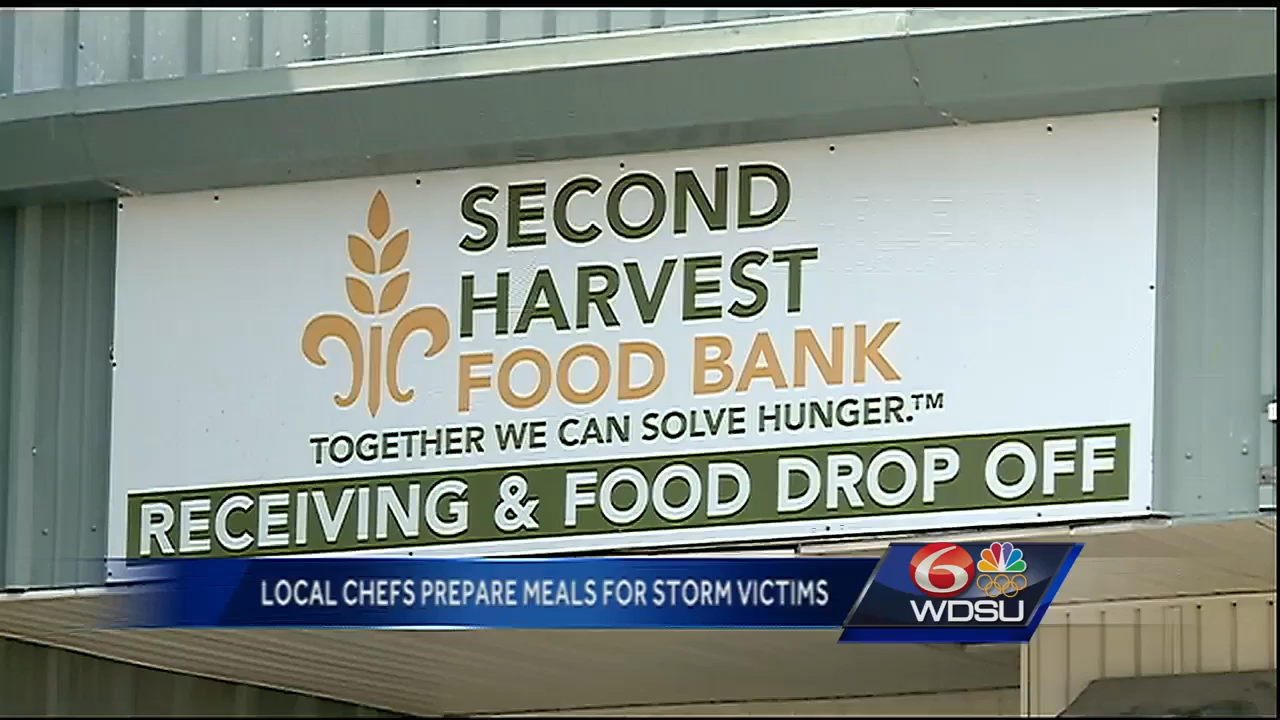 SECOND
HARVEST
FOOD BANK
TOGETHER WE CAN SOLVE HUNGER.™
RECEIVING & FOOD DROP OFF
LOCAL CHEFS PREPARE MEALS FOR STORM VICTIMS
6
WDSU